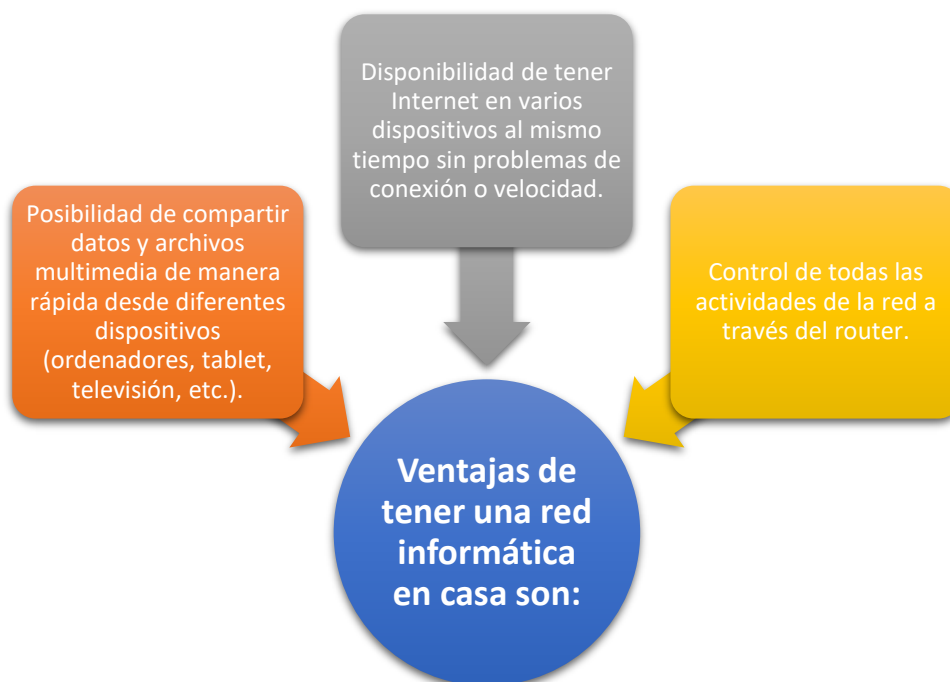 Disponibilidad de tener
Internet en varios
dispositivos al mismo
tiempo sin problemas de
conexión o velocidad.
Posibilidad de compartir
datos y archivos
multimedia de manera
rápida desde diferentes
dispositivos
(ordenadores, tablet,
televisión, etc.).
Control de todas las
actividades de la red a
través del router.
Ventajas de
tener una red
informática
en casa son: